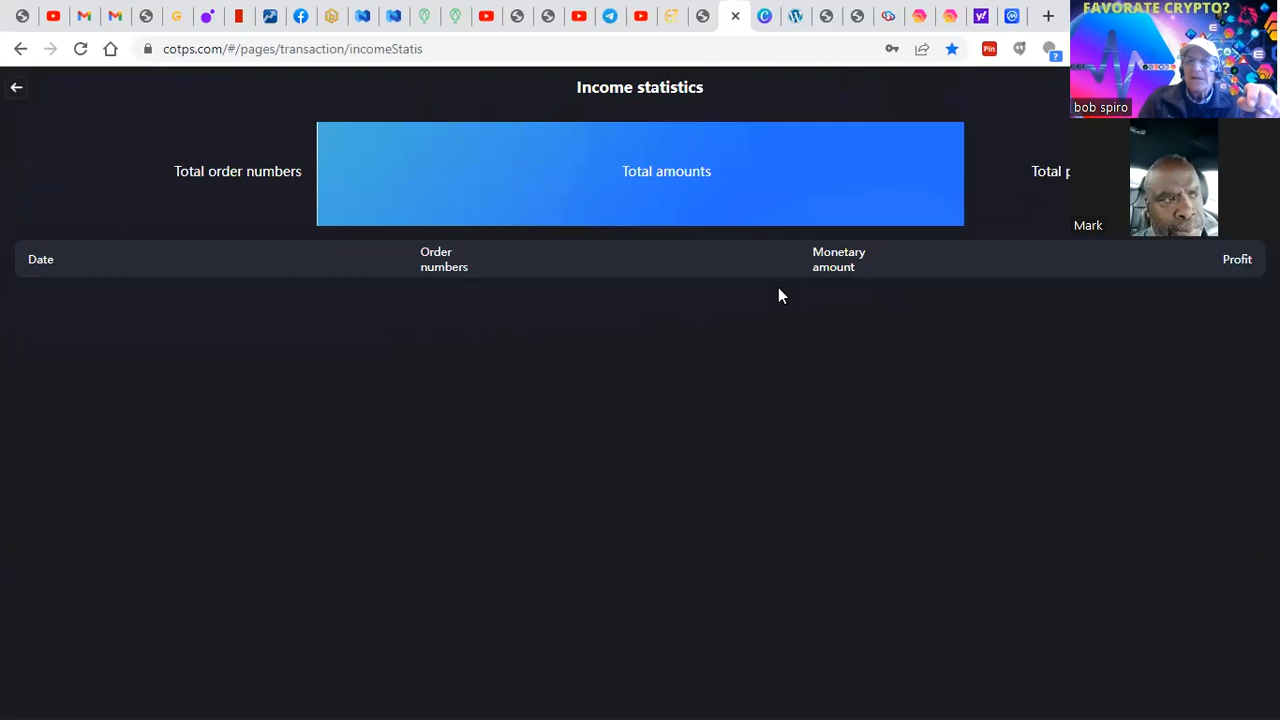 FAVORATE CRYPTO?
cotps.com/#/pages/transaction/incomeStatis
Pin
?
bob spiro
Income statistics
Total order numbers
Total amounts
Total p
Mark
Date
Order
numbers
Monetary
amount
Profit